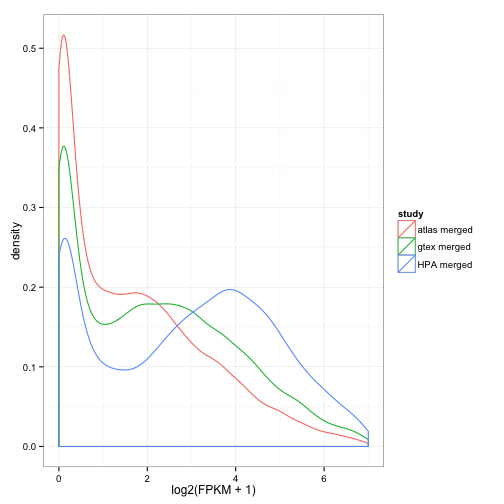 0.5
0.4
0.3
0.2
0.1
0.0
density
0
2
4
6
log2(FPKM + 1)
study
atlas merged
gtex merged
HPA merged